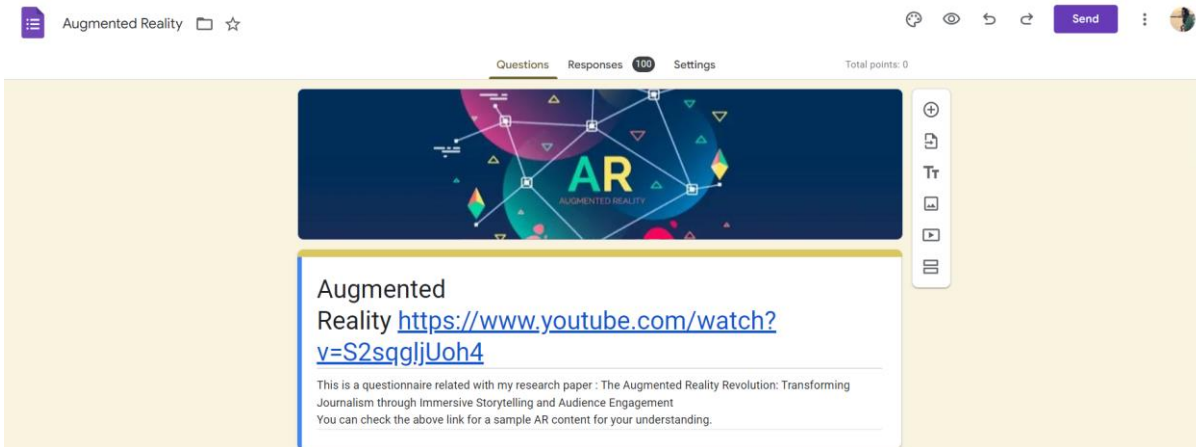 Augmented Reality
Send
Questions Responses 100 Settings
Total points: 0
AR
AUGMENTED REALITY
Tт
Augmented
Reality https://www.youtube.com/watch?
v=S2sqgljUoh4
This is a questionnaire related with my research paper : The Augmented Reality Revolution: Transforming
Journalism through Immersive Storytelling and Audience Engagement
You can check the above link for a sample AR content for your understanding.